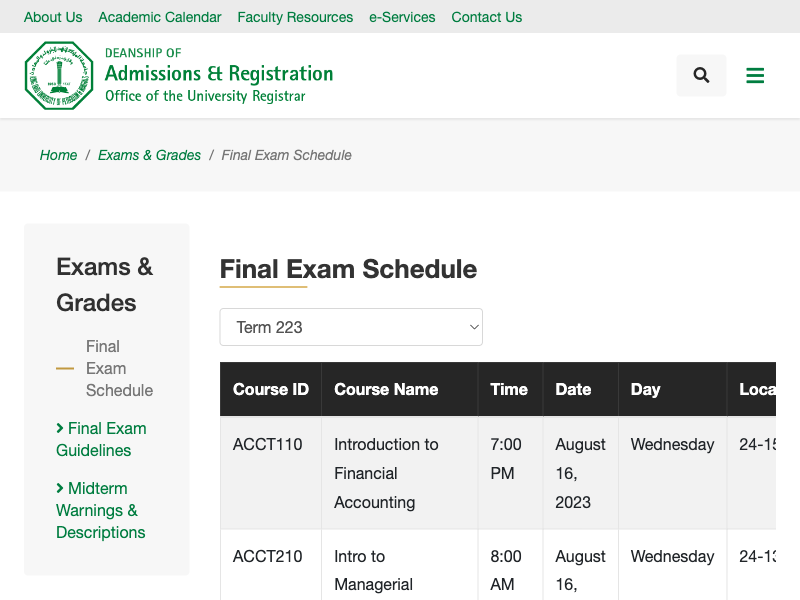 About Us Academic Calendar Faculty Resources e-Services Contact Us
DEANSHIP OF
Admissions & Registration
Office of the University Registrar
Home / Exams & Grades / Final Exam Schedule
Exams &
Grades
Final
Exam
Schedule
Final Exam
Guidelines
Midterm
Warnings &
Descriptions
Final Exam Schedule
Term 223
Course ID Course Name Time Date Day Loca
ACCT110 Introduction to 7:00 August Wednesday 24-15
Financial PM 16,
Accounting 2023
ACCT210 Intro to 8:00 August Wednesday 24-13
Managerial AM 16,